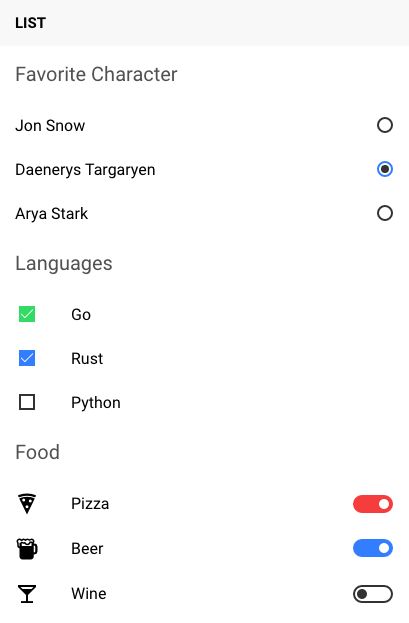 LIST
Favorite Character
Jon Snow
Daenerys Targaryen
Arya Stark
Languages
Go
Rust
Python
Food
Pizza
Beer
Wine